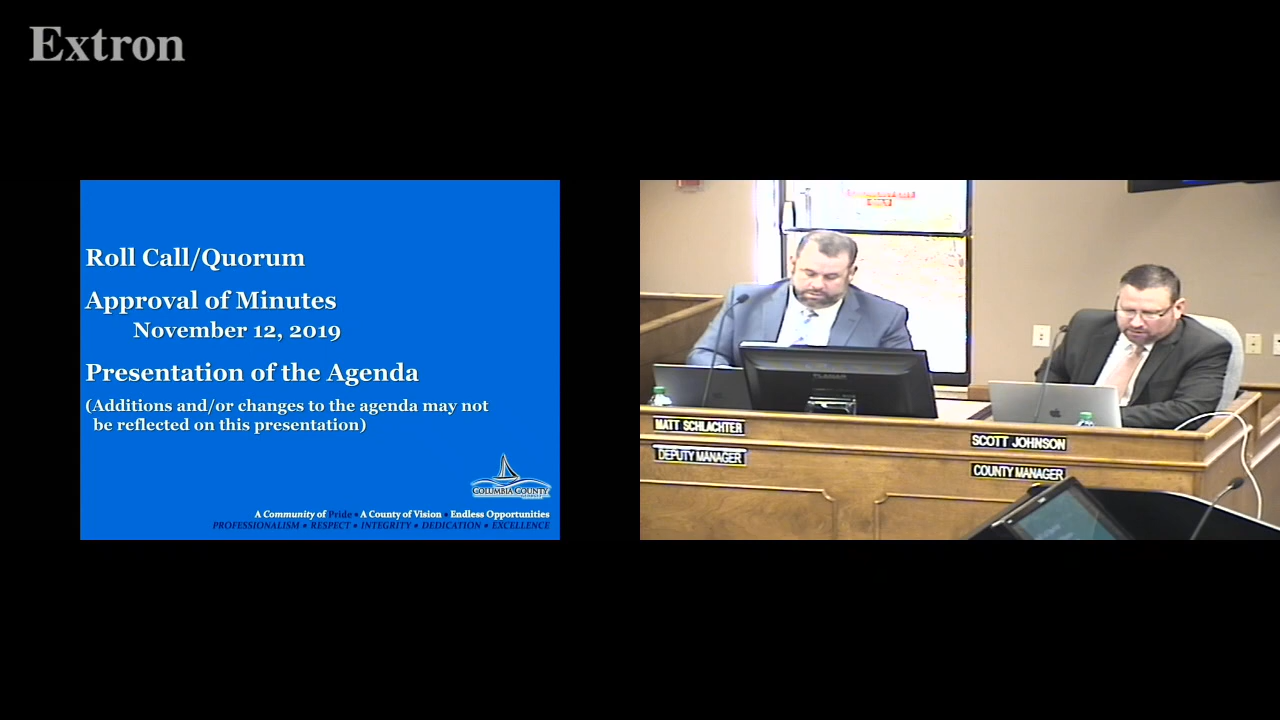 Extron
Roll Call/Quorum
Approval of Minutes
November 12, 2019
Presentation of the Agenda
(Additions and/or changes to the agenda may not
be reflected on this presentation)
COLUMBIA COUNTY
A Community of Pride • A County of Vision • Endless Opportunities
PROFESSIONALISM • RESPECT • INTEGRITY • DEDICATION • EXCELLENCE
MATT SCHLACHTER
DEPUTY MANAGER
SCOTT JOHNSON
COUNTY MANAGER
PLANAR